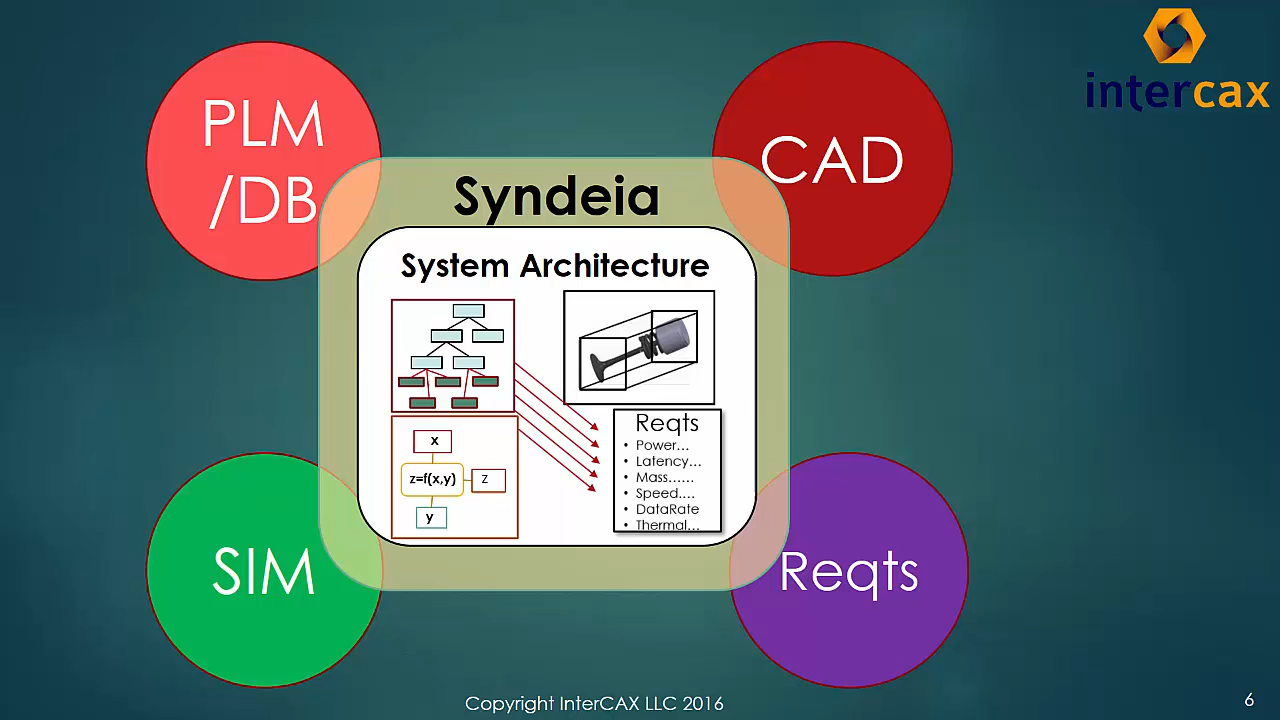 PLM
/DB
CAD
intercax
Syndeia
System Architecture
x
z=f(x,y)
z
y
Reqts
• Power...
• Latency...
• Mass......
• Speed....
• DataRate
• Thermal...
SIM
Reqts
Copyright InterCAX LLC 2016
6